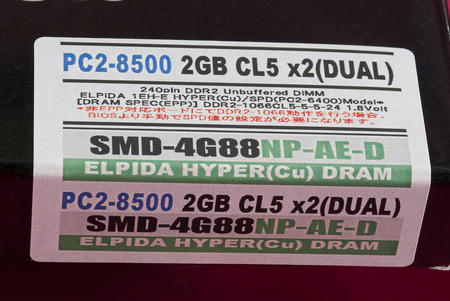 PC2-8500 2GB CL5 x2(DUAL)
240pin DDR2 Unbuffered DIMM
ELPIDA 1EH-E HYPER(Cu)/SPD(PC2-6400)Model*
[DRAM SPEC(EPP)] DDR2-1066CL5-5-5-24 1.8Volt
*非EPP対応ボードにてDDR2-1066動作を行う場合、
BIOSより手動でSPD値の設定が必要になります。
SMD-4G88NP-AE-D
ELPIDA HYPER(Cu) DRAM
PC2-8500 2GB CL5 x2(DUAL)
SMD-4G88NP-AE-D
ELPIDA HYPER(Cu) DRAM